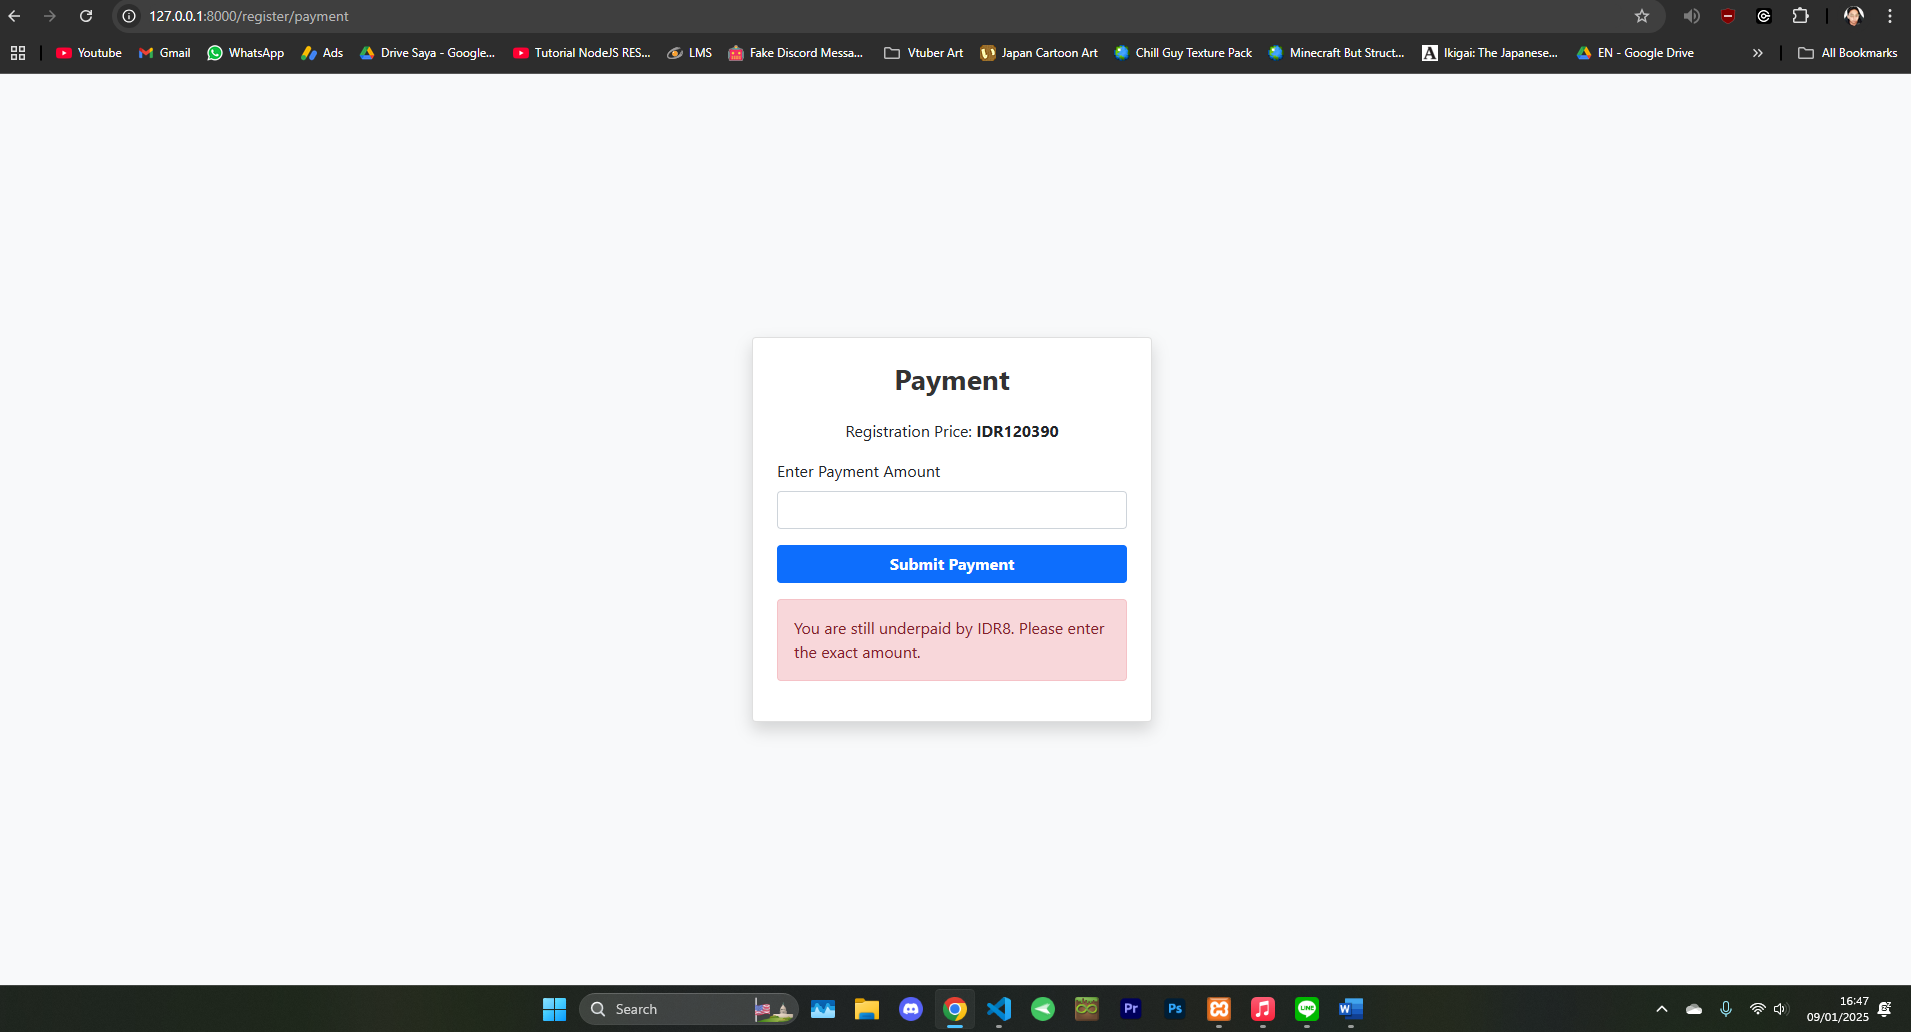 127.0.0.1:8000/register/payment
Youtube Gmail WhatsApp Ads Drive Saya - Google... Tutorial NodeJS RES... LMS Fake Discord Messa... Vtuber Art Japan Cartoon Art Chill Guy Texture Pack Minecraft But Struct... Ikigai: The Japanese... EN - Google Drive » All Bookmarks
Payment
Registration Price: IDR120390
Enter Payment Amount
Submit Payment
You are still underpaid by IDR8. Please enter
the exact amount.
Search
Pr
Ps
LINE
W
16:47
09/01/2025